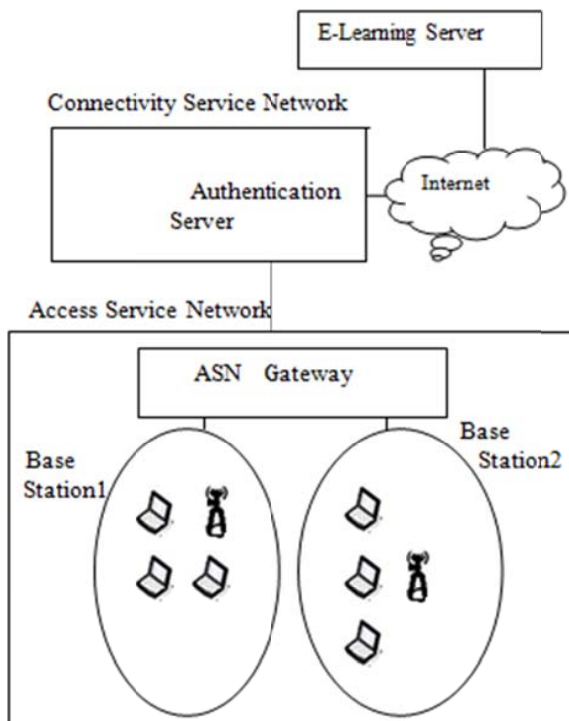 E-Learning Server
Connectivity Service Network
Internet
Authentication
Server
Access Service Network
ASN Gateway
Base
Station1
Base
Station2